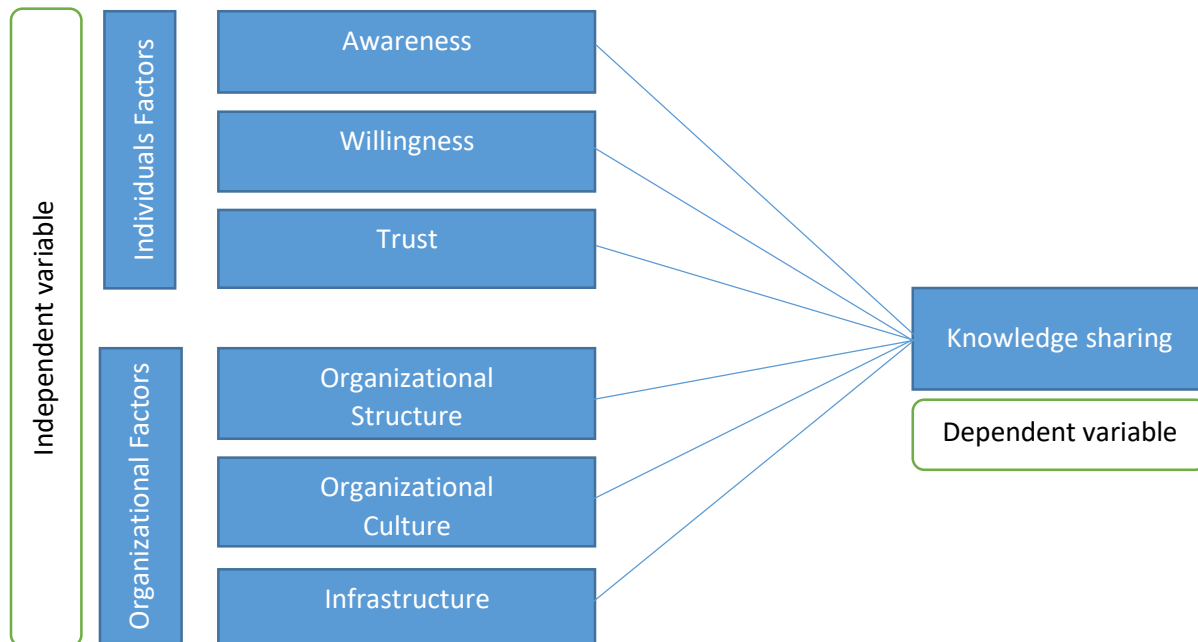 Independent variable
Individuals Factors
Awareness
Willingness
Trust
Organizational Factors
Organizational
Structure
Organizational
Culture
Infrastructure
Knowledge sharing
Dependent variable